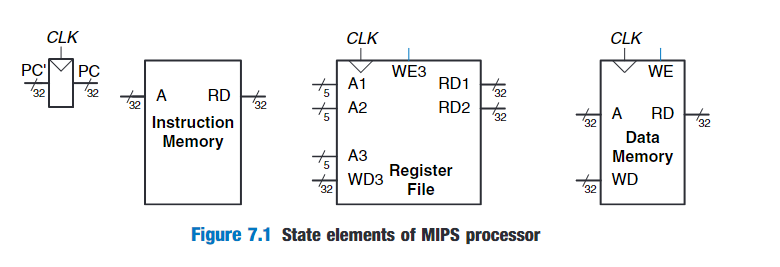 CLK
PC' PC
32 32
A RD
32 32
Instruction
Memory
CLK
WE3
A1 RD1
5 32
A2 RD2
5 32
A3
5
WD3 Register
32 File
CLK
WE
A RD
32 32
Data
Memory
WD
32
Figure 7.1 State elements of MIPS processor